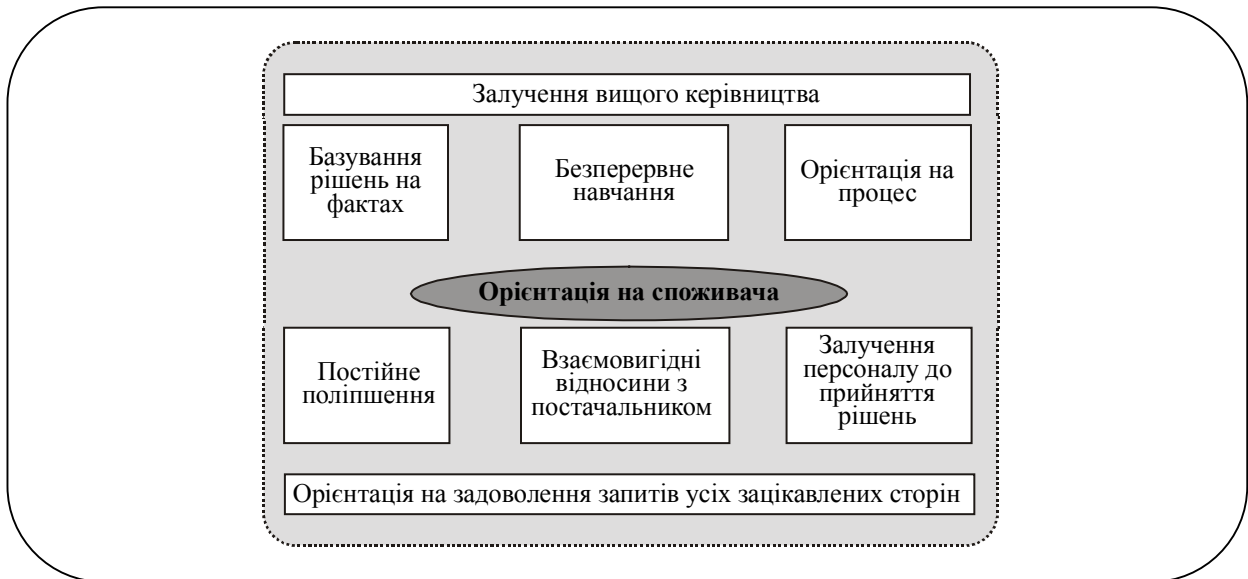 Залучення вищого керівництва
Базування
рішень на
фактах
Безперервне
навчання
Орієнтація на
процес
Орієнтація на споживача
Постійне
поліпшення
Взаємовигідні
відносини з
постачальником
Залучення
персоналу до
прийняття
рішень
Орієнтація на задоволення запитів усіх зацікавлених сторін